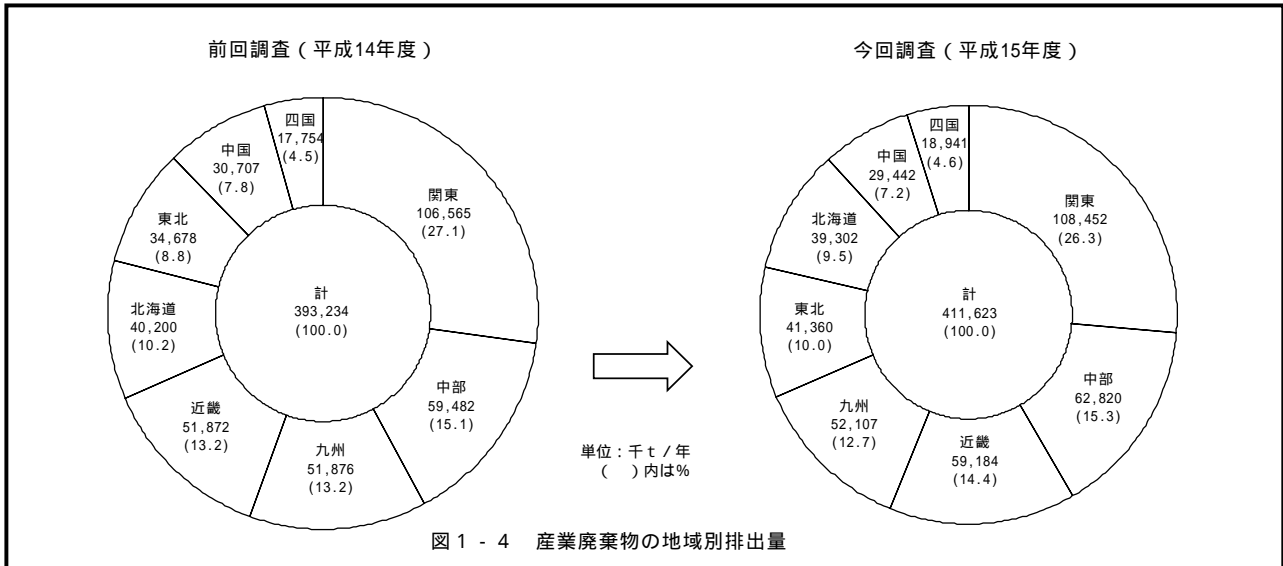 前回調査（平成14年度）
四国
17,754
(4.5)
関東
106,565
(27.1)
中部
59,482
(15.1)
九州
51,876
(13.2)
近畿
51,872
(13.2)
北海道
40,200
(10.2)
東北
34,678
(8.8)
中国
30,707
(7.8)
計
393,234
(100.0)
単位：千ｔ/年
（　）内は%
今回調査（平成15年度）
四国
18,941
(4.6)
関東
108,452
(26.3)
中部
62,820
(15.3)
近畿
59,184
(14.4)
九州
52,107
(12.7)
東北
41,360
(10.0)
北海道
39,302
(9.5)
中国
29,442
(7.2)
計
411,623
(100.0)
図1-4　産業廃棄物の地域別排出量